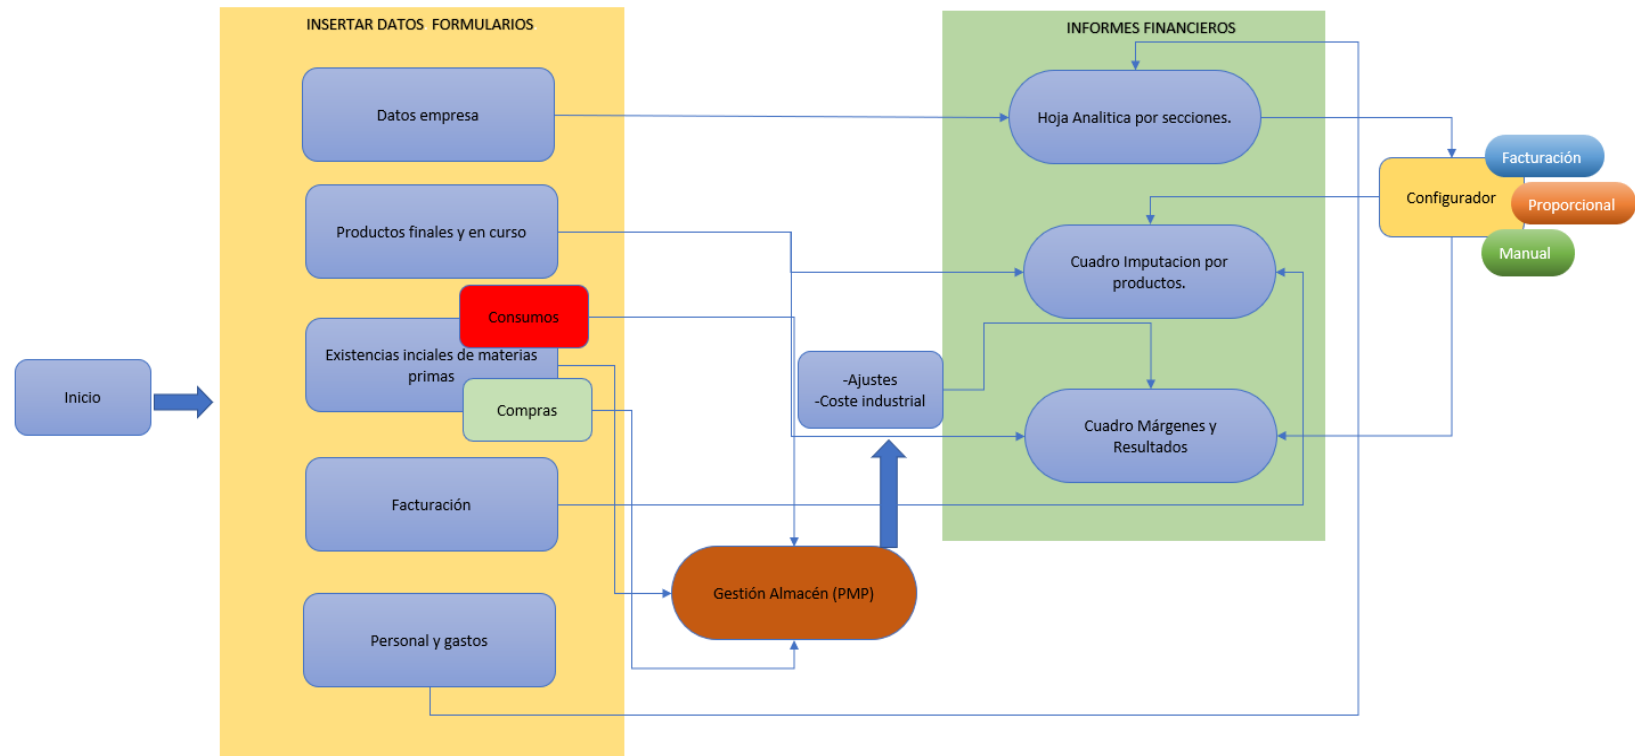 INSERTAR DATOS FORMULARIOS
INFORMES FINANCIEROS
Datos empresa
Hoja Analitica por secciones.
Facturación
Configurador
Proporcional
Manual
Productos finales y en curso
Cuadro Imputacion por
productos.
Consumos
Existencias inciales de materias
primas
Compras
Inicio
-Ajustes
-Coste industrial
Cuadro Márgenes y
Resultados
Facturación
Gestión Almacén (PMP)
Personal y gastos